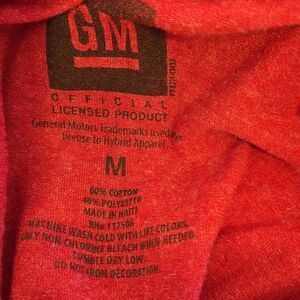 GM
OFFICIAL
LICENSED PRODUCT
General Motors Trademarks used
license to Hybrid Apparel
M
60% COTTON
40% POLYESTER
MADE IN HAITI
RN# 117506
MACHINE WASH COLD WITH LIKE COLORS.
ONLY NON-CHLORINE BLEACH WHEN NEEDED
TUMBLE DRY LOW.
DO NOT IRON DECORATION.